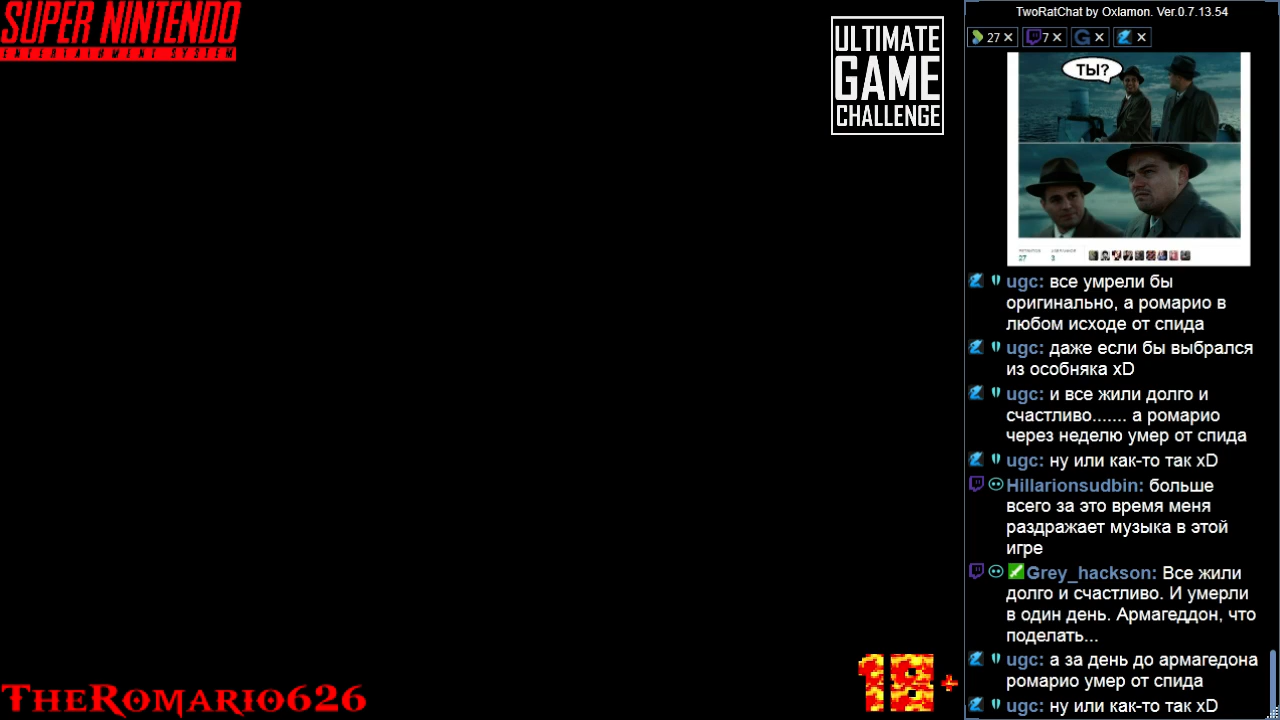 SUPER NINTENDO
ENTERTAINMENT SYSTEM
ULTIMATE
GAME
CHALLENGE
THEROMARIO626
18+
TwoRatChat by Oxlamon. Ver.0.7.13.54
27 × 7 × G × ×
ТЫ?
27 3
ugc: все умрели бы
оригинально, а ромарио в
любом исходе от спида
ugc: даже если бы выбрался
из особняка xD
ugc: и все жили долго и
счастливо....... а ромарио
через неделю умер от спида
ugc: ну или как-то так xD
Hillarionsudbin: больше
всего за это время меня
раздражает музыка в этой
игре
Grey_hackson: Все жили
долго и счастливо. И умерли
в один день. Армагеддон, что
поделать...
ugc: а за день до армагедона
ромарио умер от спида
ugc: ну или как-то так xD